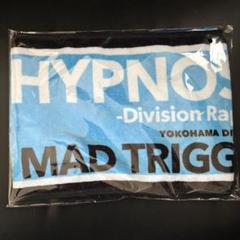 HYPNOS
-Division Ra
YOKOHAMA DI
MAD TRIGG